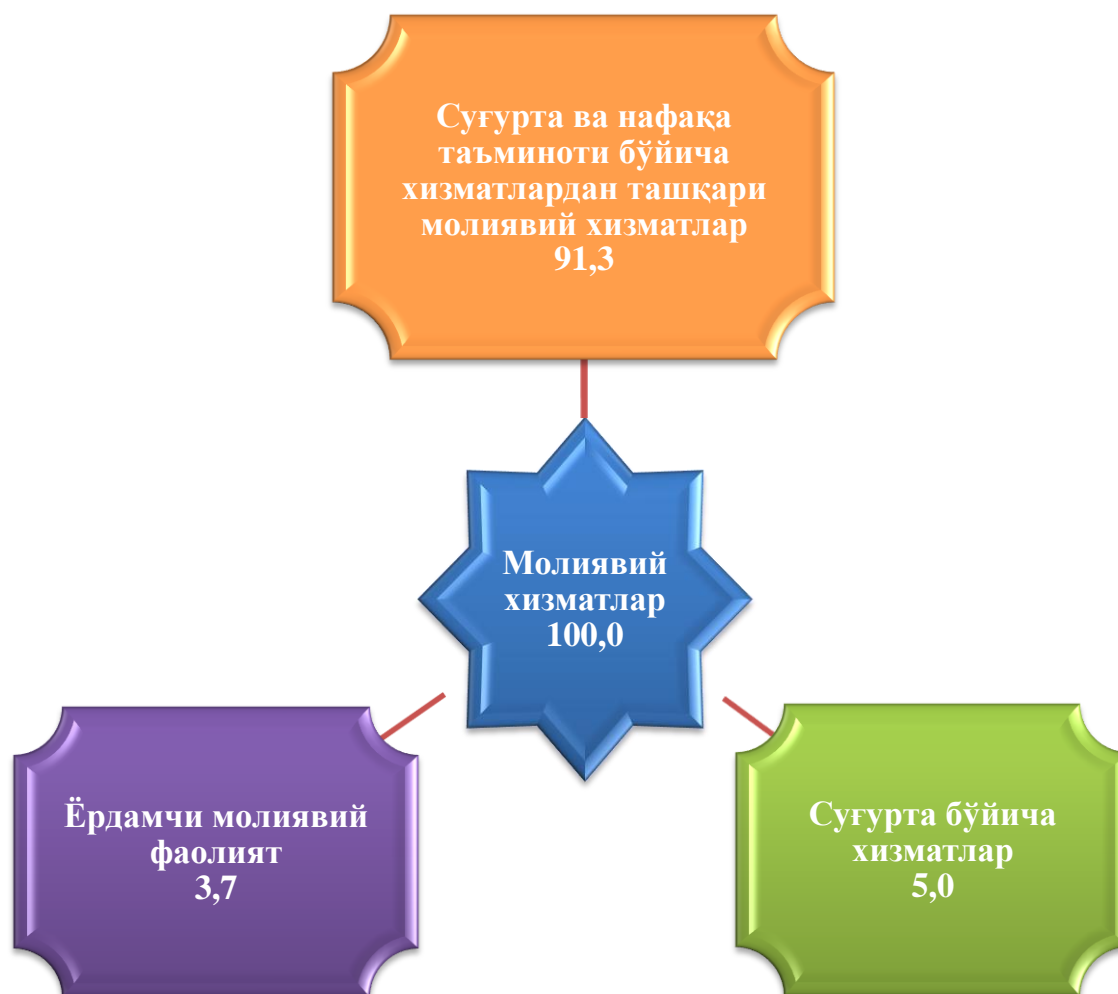 Суғурта ва нафақа
таъминоти бўйича
хизматлардан ташқари
молиявий хизматлар
91,3
Молиявий
хизматлар
100,0
Ёрдамчи молиявий
фаолият
3,7
Суғурта бўйича
хизматлар
5,0